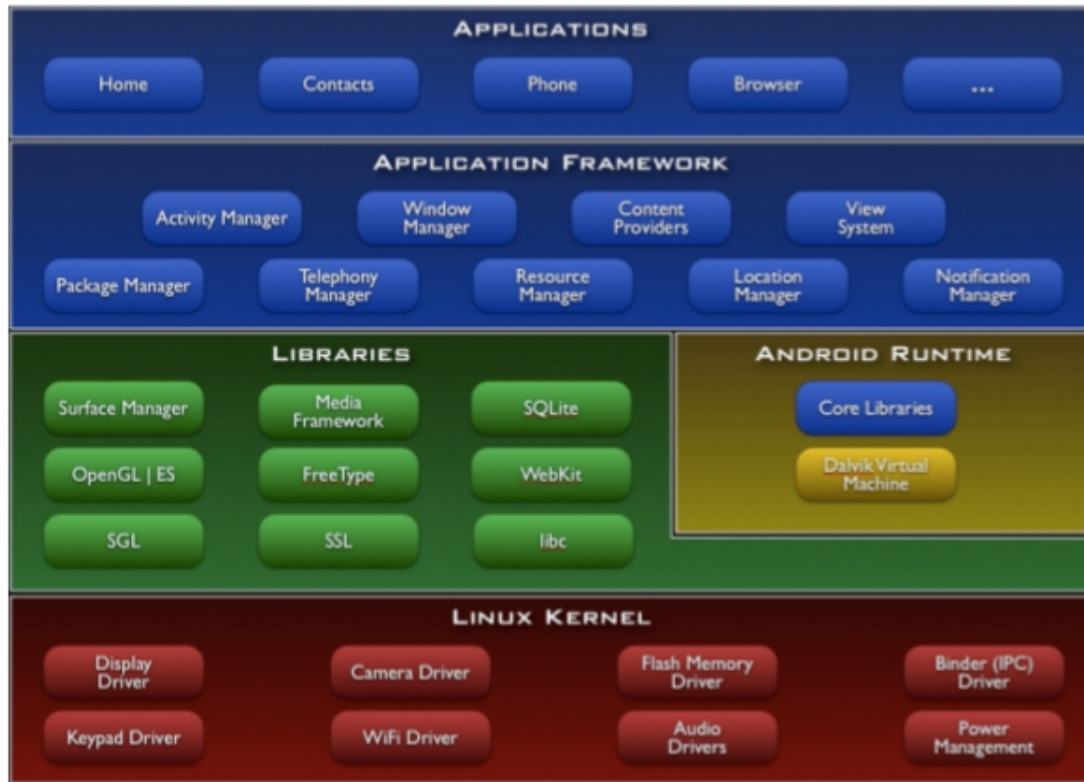 APPLICATIONS
Home
Contacts
Phone
Browser
...
APPLICATION FRAMEWORK
Activity Manager
Window
Manager
Content
Providers
View
System
Package Manager
Telephony
Manager
Resource
Manager
Location
Manager
Notification
Manager
LIBRARIES
Surface Manager
Media
Framework
SQLite
OpenGL | ES
FreeType
WebKit
SGL
SSL
libc
ANDROID RUNTIME
Core Libraries
Dalvik Virtual
Machine
LINUX KERNEL
Display
Driver
Camera Driver
Flash Memory
Driver
Binder (IPC)
Driver
Keypad Driver
WiFi Driver
Audio
Drivers
Power
Management